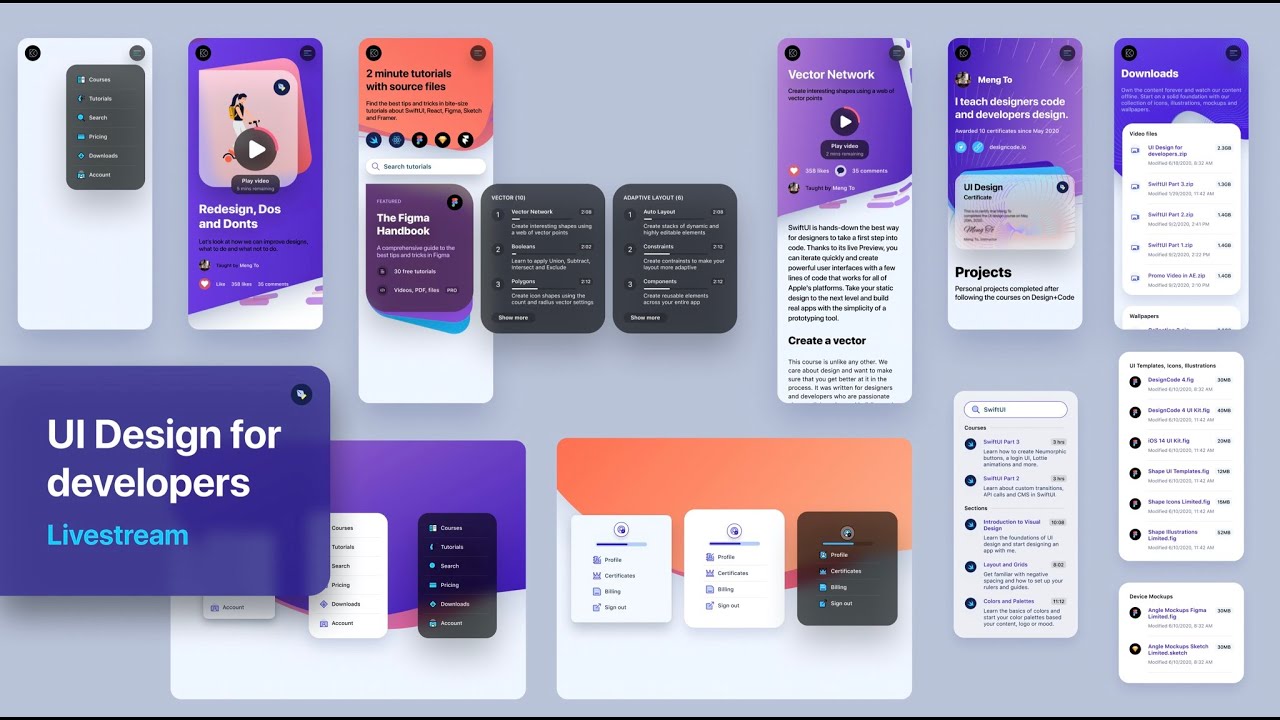 Courses
Tutorials
Search
Pricing
Downloads
Account
Play video
5 mins remaining
Redesign, Dos
and Donts
Let's look at how we can improve designs,
what to do and what not to do.
Taught by Meng To
Like 358 likes 35 comments
2 minute tutorials
with source files
Find the best tips and tricks in bite-size
tutorials about SwiftUI, React, Figma, Sketch
and Framer.
Search tutorials
FEATURED
The Figma
Handbook
A comprehensive guide to the
best tips and tricks in Figma
30 free tutorials
Videos, PDF, files PRO
VECTOR (10)
1 Vector Network 2:08
Create interesting shapes using
a web of vector points
2 Booleans 2:02
Learn to apply Union, Subtract,
Intersect and Exclude
3 Polygons 2:12
Create icon shapes using the
count and radius vector settings
Show more
ADAPTIVE LAYOUT (6)
1 Auto Layout 2:08
Create stacks of dynamic and
highly editable elements
2 Constraints 2:12
Create contraints to make your
layout more adaptive
3 Components 2:12
Create reusable elements
across your entire app
Show more
Vector Network
Create interesting shapes using a web of
vector points
Play video
2 mins remaining
358 likes 35 comments
Taught by Meng To
SwiftUI is hands-down the best way
for designers to take a first step into
code. Thanks to its live Preview, you
can iterate quickly and create
powerful user interfaces with a few
lines of code that works for all of
Apple's platforms. Take your static
design to the next level and build
real apps with the simplicity of a
prototyping tool.
Create a vector
This course is unlike any other. We
care about design and want to make
sure that you get better at it in the
process. It was written for designers
and developers who are passionate
Meng To
I teach designers code
and developers design.
Awarded 10 certificates since May 2020
designcode.io
UI Design
Certificate
This is to certify that Meng To
completed the UI design course on May
Meng To
Meng To, Instructor
Projects
Personal projects completed after
following the courses on Design+Code
Downloads
Own the content forever and watch our content
offline. Start on a solid foundation with our
collection of icons, illustrations, mockups and
wallpapers.
Video files
UI Design for
developers.zip 2.3GB
Modified 6/18/2020, 8:32 AM
SwiftUI Part 3.zip 1.3GB
Modified 1/29/2020, 11:42 AM
SwiftUI Part 2.zip 1.4GB
Modified 9/2/2020, 2:41 PM
SwiftUI Part 1.zip 1.4GB
Modified 9/2/2020, 2:22 PM
Promo Video in AE.zip 1.4GB
Modified 9/2/2020, 2:10 PM
Wallpapers
UI Templates, Icons, Illustrations
DesignCode 4.fig 30MB
Modified 6/10/2020, 8:32 AM
DesignCode 4 UI Kit.fig 40MB
Modified 6/10/2020, 11:42 AM
iOS 14 UI Kit.fig 20MB
Modified 6/10/2020, 11:42 AM
Shape UI Templates.fig 12MB
Modified 6/10/2020, 11:42 AM
Shape Icons Limited.fig 15MB
Modified 6/10/2020, 11:42 AM
Shape Illustrations
Limited.fig 52MB
Modified 6/10/2020, 11:42 AM
Device Mockups
Angle Mockups Figma
Limited.fig 30MB
Modified 6/10/2020, 8:32 AM
Angle Mockups Sketch
Limited.sketch 30MB
Modified 6/10/2020, 8:32 AM
SwiftUI
Courses
SwiftUI Part 3 3 hrs
Learn how to create Neumorphic
buttons, a login UI, Lottie
animations and more.
SwiftUI Part 2 3 hrs
Learn about custom transitions,
API calls and CMS in SwiftUI.
Sections
Introduction to Visual
Design 10:08
Learn the foundations of UI
design and start designing an
app with me.
Layout and Grids 8:02
Get familiar with negative
spacing and how to set up your
rulers and guides.
Colors and Palettes 11:12
Learn the basics of colors and
start your color palettes based
your content, logo or mood.
UI Design for
developers
Livestream
Account
Courses
Tutorials
Search
Pricing
Downloads
Account
Courses
Tutorials
Search
Pricing
Downloads
Account
Profile
Certificates
Billing
Sign out
Profile
Certificates
Billing
Sign out
Profile
Certificates
Billing
Sign out